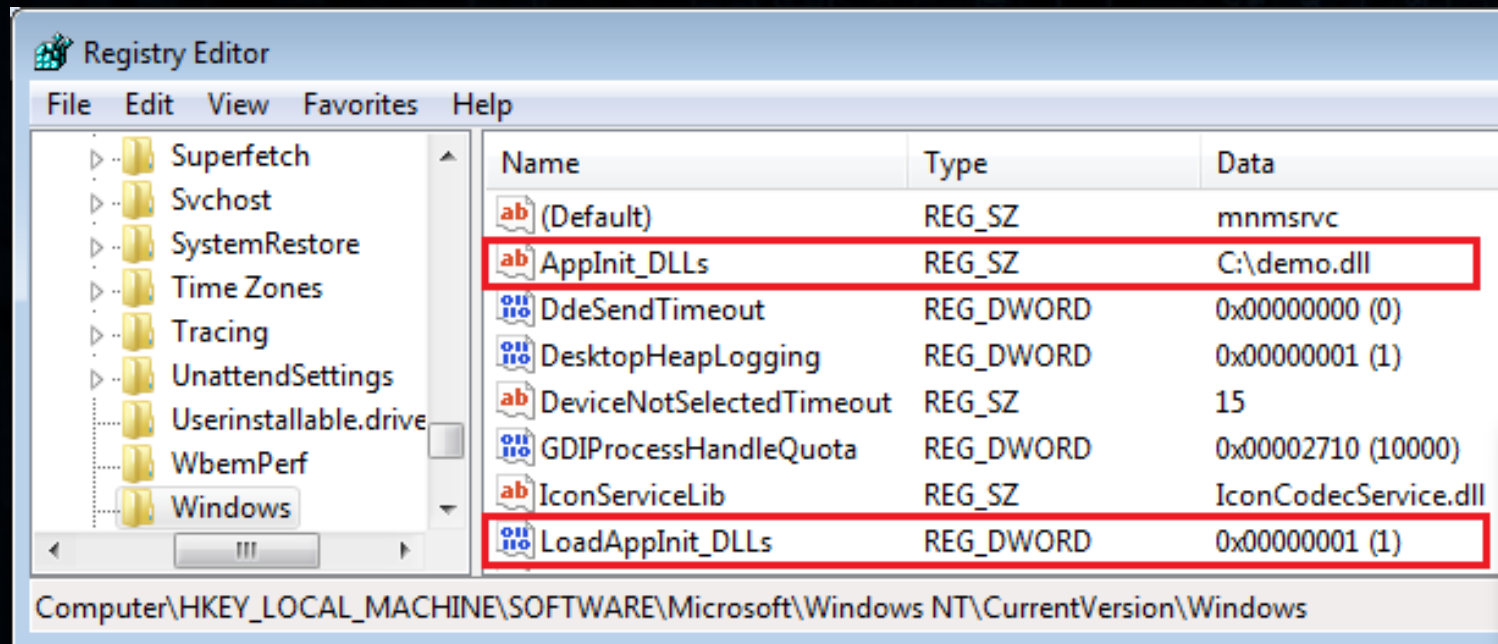 Registry Editor
File Edit View Favorites Help
Superfetch
Svchost
SystemRestore
Time Zones
Tracing
UnattendSettings
Userinstallable.drive
WbemPerf
Windows
Name Type Data
(Default) REG_SZ mnmsrvc
AppInit_DLLs REG_SZ C:\demo.dll
DdeSendTimeout REG_DWORD 0x00000000 (0)
DesktopHeapLogging REG_DWORD 0x00000001 (1)
DeviceNotSelectedTimeout REG_SZ 15
GDIProcessHandleQuota REG_DWORD 0x00002710 (10000)
IconServiceLib REG_SZ IconCodecService.dll
LoadAppInit_DLLs REG_DWORD 0x00000001 (1)
Computer\HKEY_LOCAL_MACHINE\SOFTWARE\Microsoft\Windows NT\CurrentVersion\Windows